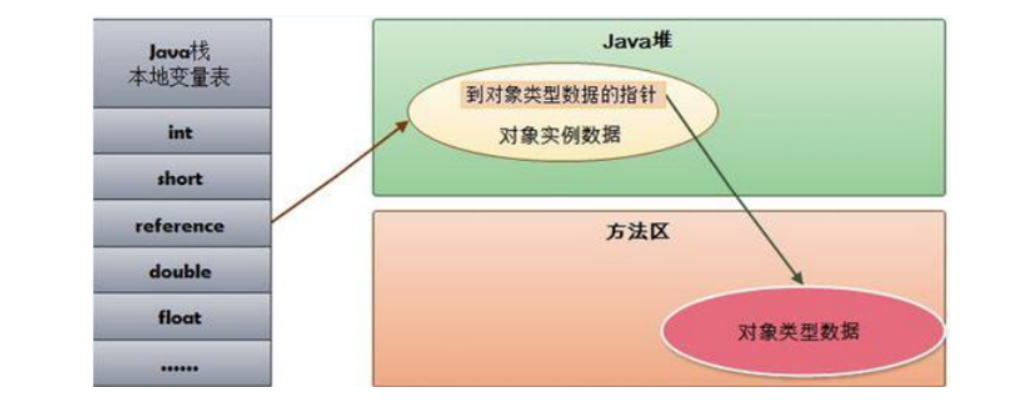 Java栈
本地变量表
int
short
reference
double
float
......
Java堆
到对象类型数据的指针
对象实例数据
方法区
对象类型数据